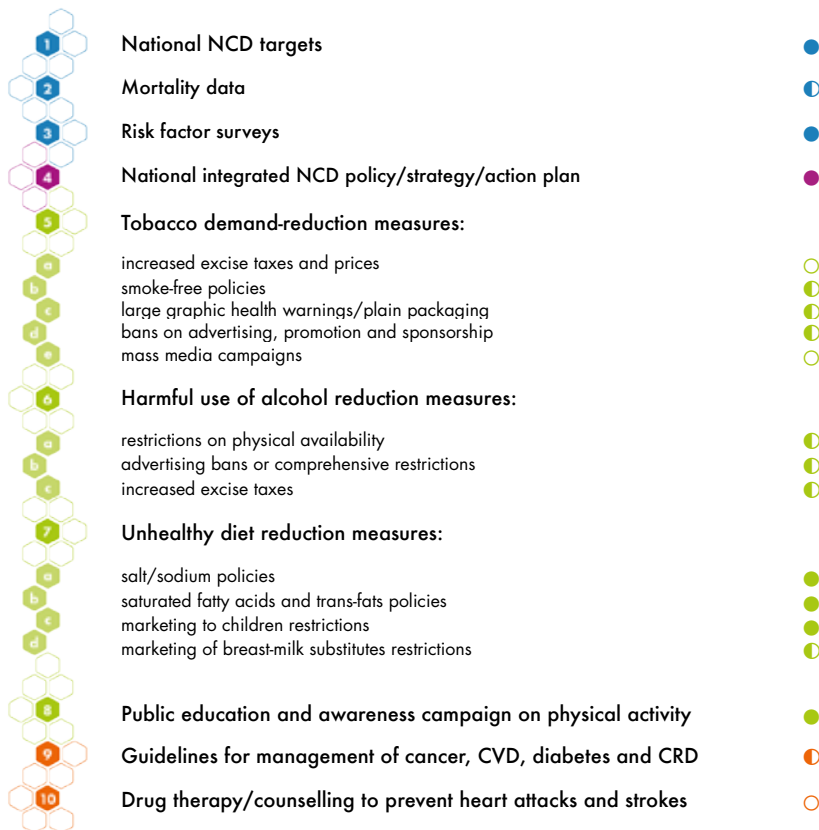 1 National NCD targets
2 Mortality data
3 Risk factor surveys
4 National integrated NCD policy/strategy/action plan
5 Tobacco demand-reduction measures:
a increased excise taxes and prices
b smoke-free policies
c large graphic health warnings/plain packaging
d bans on advertising, promotion and sponsorship
e mass media campaigns
6 Harmful use of alcohol reduction measures:
a restrictions on physical availability
b advertising bans or comprehensive restrictions
c increased excise taxes
7 Unhealthy diet reduction measures:
a salt/sodium policies
b saturated fatty acids and trans-fats policies
c marketing to children restrictions
d marketing of breast-milk substitutes restrictions
8 Public education and awareness campaign on physical activity
9 Guidelines for management of cancer, CVD, diabetes and CRD
10 Drug therapy/counselling to prevent heart attacks and strokes